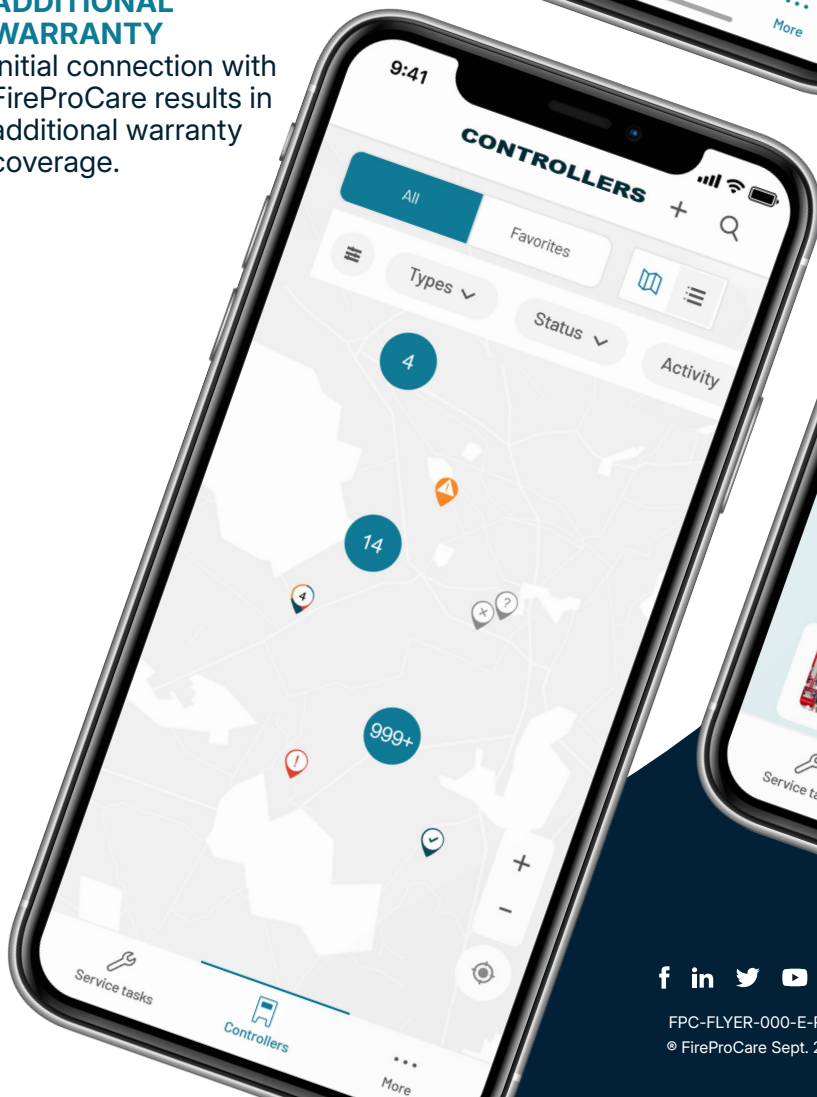 ADDITIONAL
WARRANTY
Initial connection with
FireProCare results in
additional warranty
coverage.
More
9:41
CONTROLLERS
All
Favorites
Types
Status
Activity
4
14
4
999+
Service tasks
Controllers
More
Service
FPC-FLYER-000-E-
® FireProCare Sept.